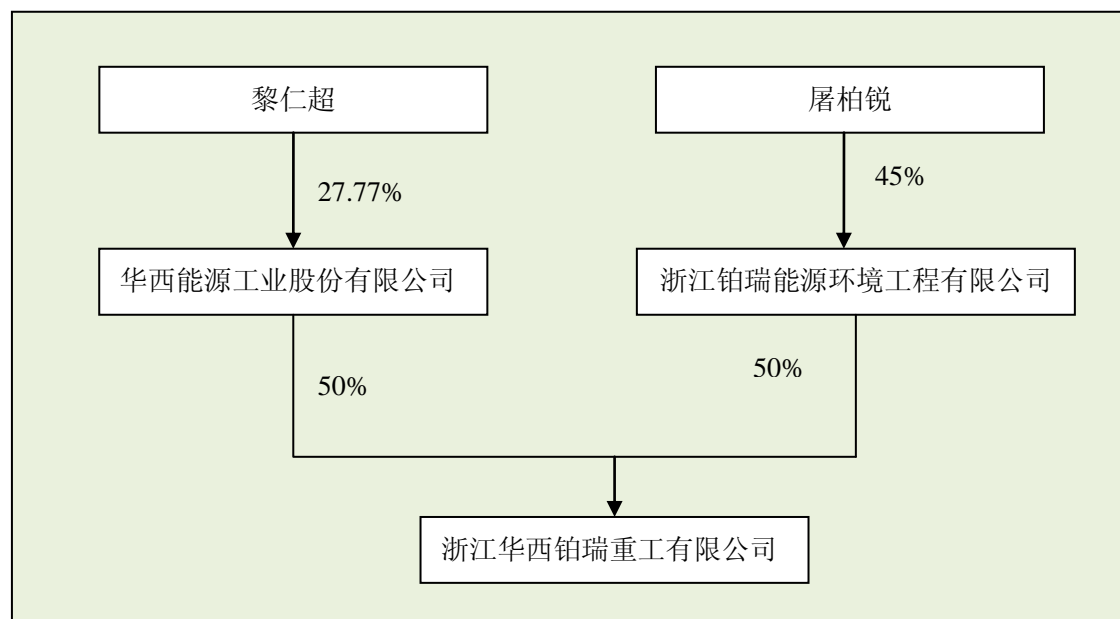 黎仁超
屠柏锐
27.77%
45%
华西能源工业股份有限公司
浙江铂瑞能源环境工程有限公司
50%
50%
浙江华西铂瑞重工有限公司